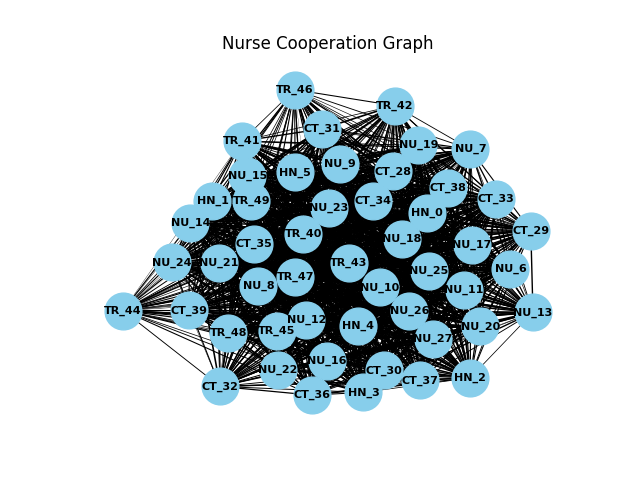 Nurse Cooperation Graph
TR_46
TR_42
CT_31
TR_41
NU_19
NU_7
NU_9
NU_15
HN_5
CT_28
CT_38
HN_1
TR_49
CT_34
CT_33
NU_23
HN_0
NU_14
CT_29
TR_40
NU_18
CT_35
NU_17
NU_24
NU_21
TR_43
NU_6
NU_25
TR_47
NU_8
NU_10
NU_11
TR_44
CT_39
NU_26
NU_13
NU_12
HN_4
NU_20
TR_48
TR_45
NU_27
NU_16
NU_22
CT_30
CT_37
HN_2
CT_32
HN_3
CT_36